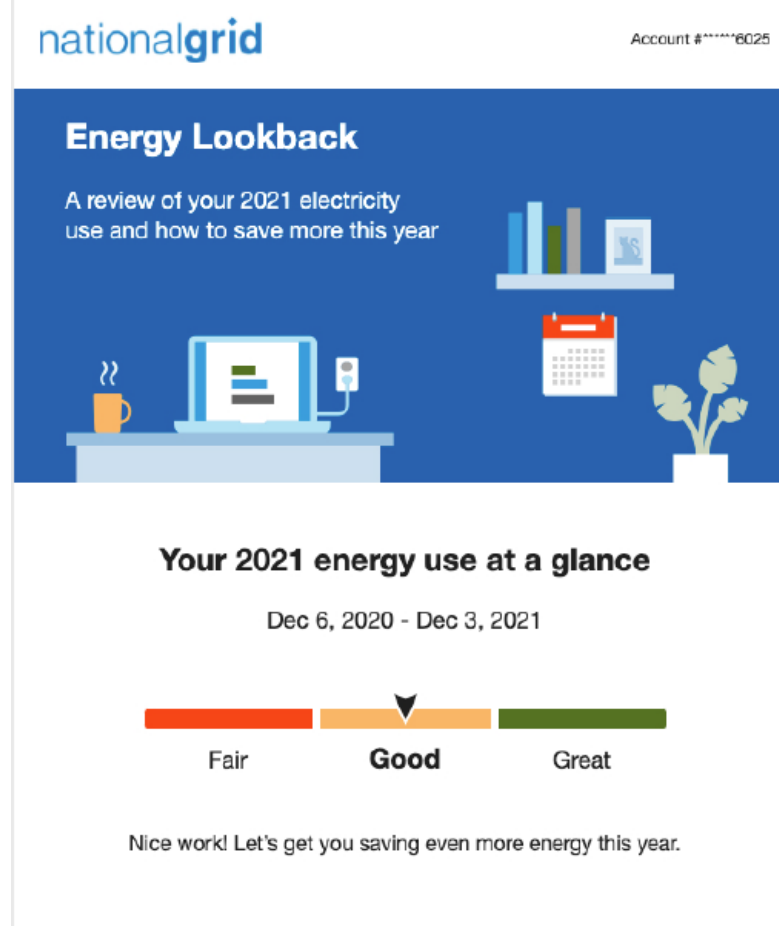 nationalgrid
Account #******6025
Energy Lookback
A review of your 2021 electricity
use and how to save more this year
Your 2021 energy use at a glance
Dec 6, 2020 - Dec 3, 2021
Fair
Good
Great
Nice work! Let's get you saving even more energy this year.